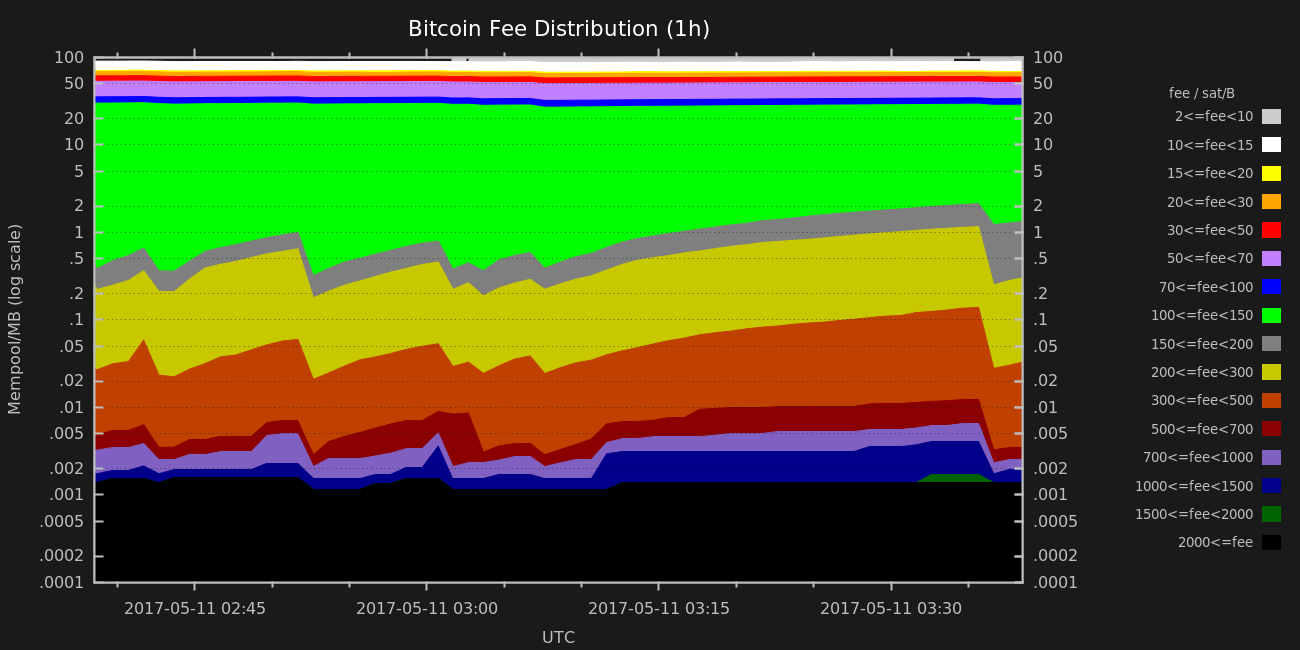 Bitcoin Fee Distribution (1h)
Mempool/MB (log scale)
100
50
20
10
5
2
1
.5
.2
.1
.05
.02
.01
.005
.002
.001
.0005
.0002
.0001
100
50
20
10
5
2
1
.5
.2
.1
.05
.02
.01
.005
.002
.001
.0005
.0002
.0001
2017-05-11 02:45
2017-05-11 03:00
2017-05-11 03:15
2017-05-11 03:30
UTC
fee / sat/B
2<=fee<10
10<=fee<15
15<=fee<20
20<=fee<30
30<=fee<50
50<=fee<70
70<=fee<100
100<=fee<150
150<=fee<200
200<=fee<300
300<=fee<500
500<=fee<700
700<=fee<1000
1000<=fee<1500
1500<=fee<2000
2000<=fee